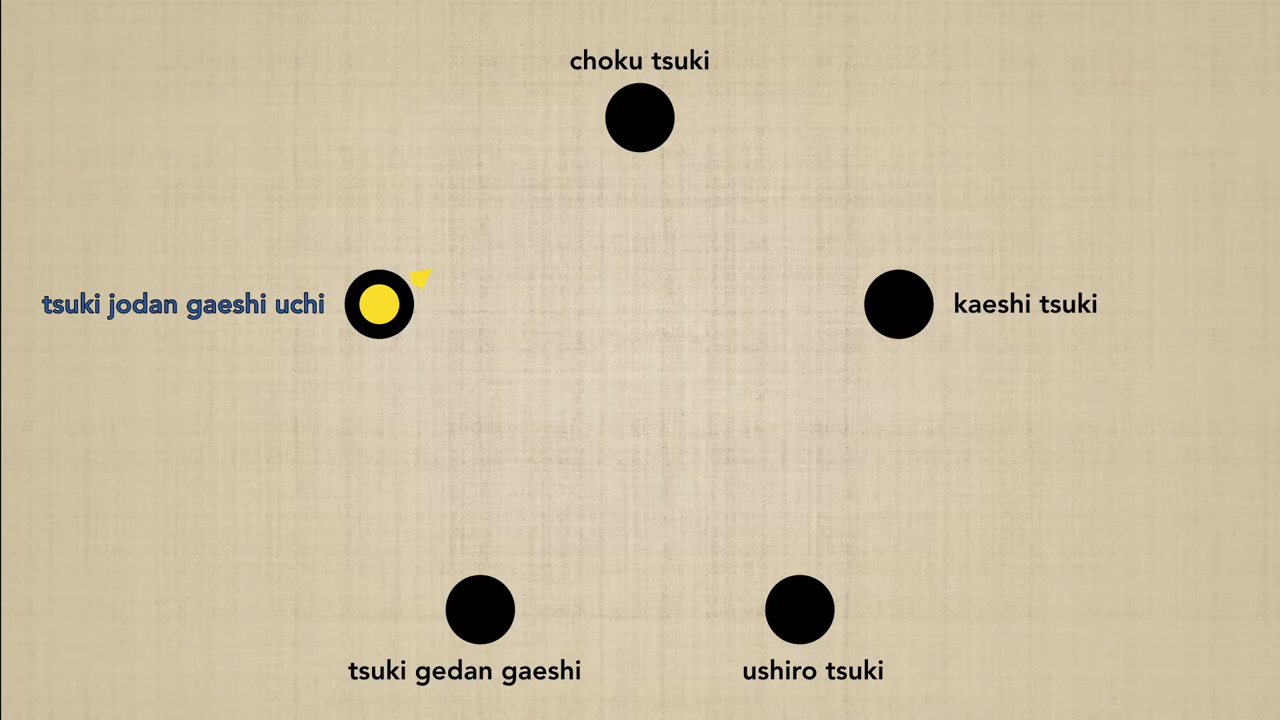 choku tsuki
tsuki jodan gaeshi uchi
kaeshi tsuki
tsuki gedan gaeshi
ushiro tsuki